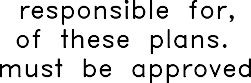 responsible for,
of these plans.
must be approved